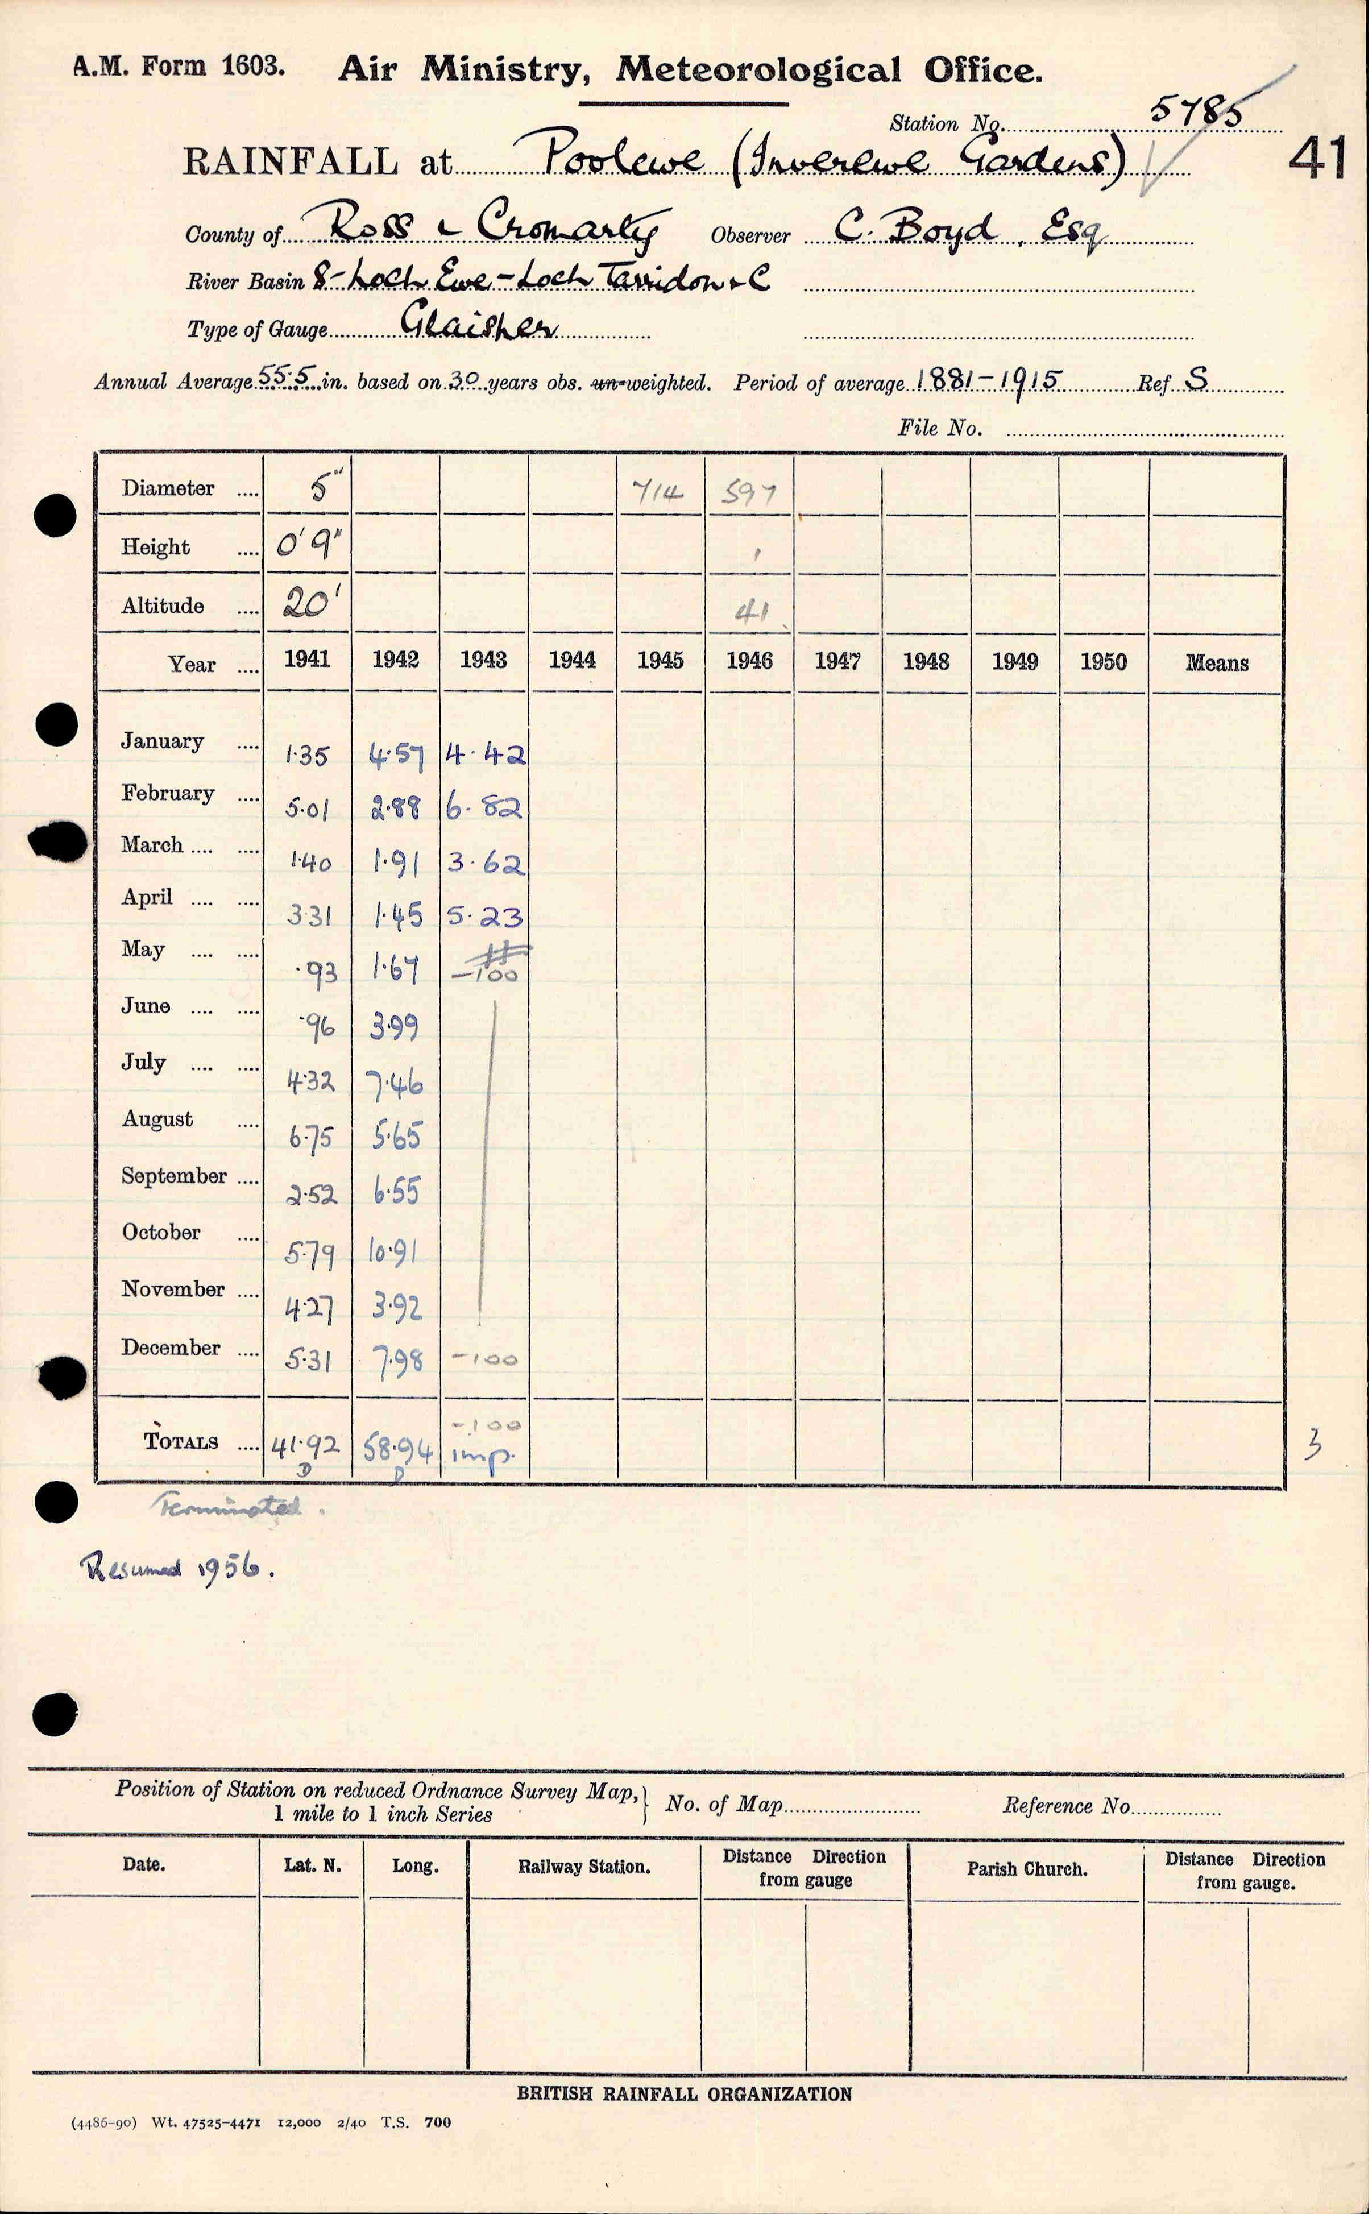 A.M. Form 1603. Air Ministry, Meteorological Office.
Station No. 5785
41
RAINFALL at Poolewe (Inverewe Gardens)
County of Ross & Cromarty Observer C. Boyd, Esq
River Basin 8-Loch Ewe-Loch Torridon & C
Type of Gauge Glaisher
Annual Average 55.5 in. based on 30 years obs. un-weighted. Period of average 1881-1915 Ref. S
File No.
Diameter .... 5" 714 597
Height .... 0' 9" '
Altitude .... 20' 41
Year .... 1941 1942 1943 1944 1945 1946 1947 1948 1949 1950 Means
January .... 1.35 4.57 4.42
February .... 5.01 2.88 6.82
March .... .... 1.40 1.91 3.62
April .... .... 3.31 1.45 5.23
May .... .... .93 1.67 -100
June .... .... .96 3.99
July .... .... 4.32 7.46
August .... 6.75 5.65
September .... 2.52 6.55
October .... 5.79 10.91
November .... 4.27 3.92
December .... 5.31 7.98 -100
-100
TOTALS .... 41.92 58.94 imp. 3
D D
Terminated.
Resumed 1956.
Position of Station on reduced Ordnance Survey Map, } No. of Map Reference No.
1 mile to 1 inch Series
Date. Lat. N. Long. Railway Station. Distance Direction from gauge Parish Church. Distance Direction from gauge.
BRITISH RAINFALL ORGANIZATION
(4486-90) Wt. 47525-4471 12,000 2/40 T.S. 700